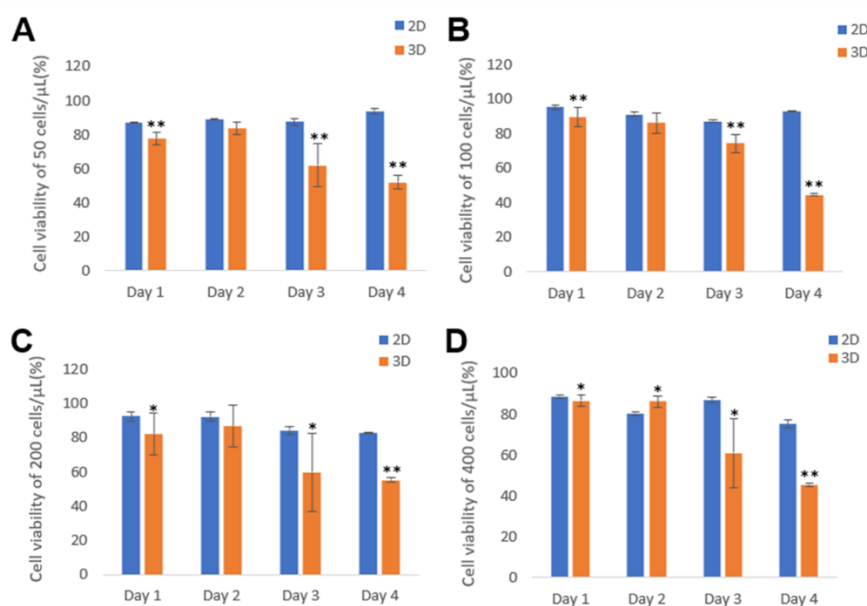 A
2D
3D
Cell viability of 50 cells/μL(%)
120
100
80
60
40
20
0
**
**
**
Day 1
Day 2
Day 3
Day 4
B
2D
3D
Cell viability of 100 cells/μL(%)
120
100
80
60
40
20
0
**
**
**
Day 1
Day 2
Day 3
Day 4
C
2D
3D
Cell viability of 200 cells/μL(%)
120
100
80
60
40
20
0
*
*
**
Day 1
Day 2
Day 3
Day 4
D
2D
3D
Cell viability of 400 cells/μL(%)
100
80
60
40
20
0
*
*
*
**
Day 1
Day 2
Day 3
Day 4